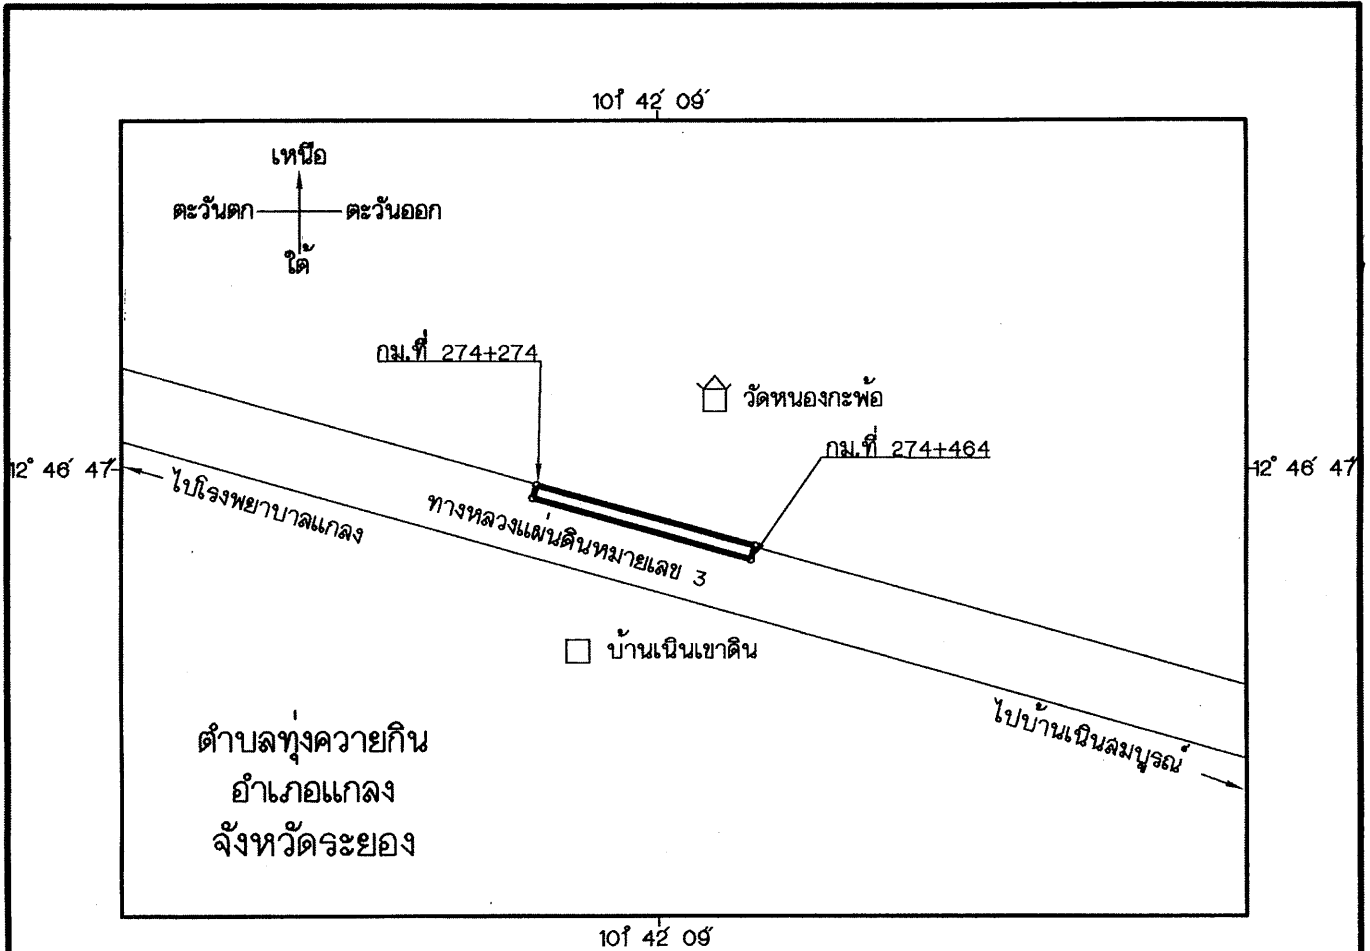 101° 42′ 09″
เหนือ
ตะวันตก ตะวันออก
ใต้
กม.ที่ 274+274
วัดหนองกะพ้อ
กม.ที่ 274+464
12° 46′ 47″ 12° 46′ 47″
ไปโรงพยาบาลแกลง
ทางหลวงแผ่นดินหมายเลข 3
บ้านเนินเขาดิน
ไปบ้านเนินสมบูรณ์
ตำบลทุ่งควายกิน
อำเภอแกลง
จังหวัดระยอง
101° 42′ 09″